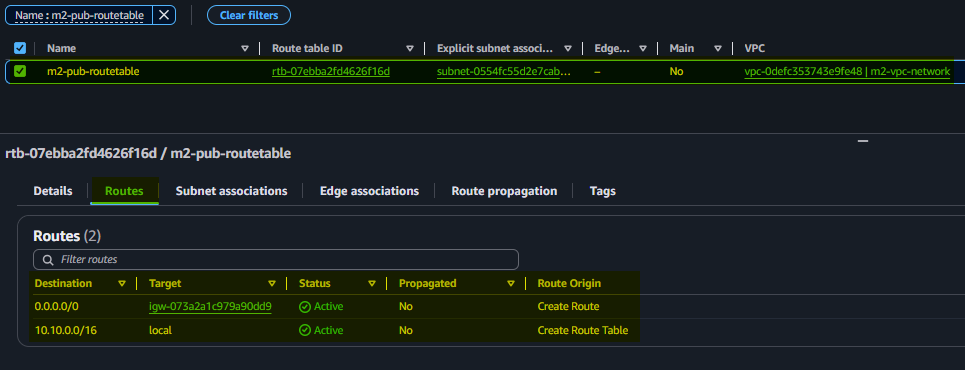 Name : m2-pub-routetable Clear filters
Name Route table ID Explicit subnet associ... Edge... Main VPC
m2-pub-routetable rtb-07ebba2fd4626f16d subnet-0554fc55d2e7cab... – No vpc-0defc353743e9fe48 | m2-vpc-network
rtb-07ebba2fd4626f16d / m2-pub-routetable
Details Routes Subnet associations Edge associations Route propagation Tags
Routes (2)
Filter routes
Destination Target Status Propagated Route Origin
0.0.0.0/0 igw-073a2a1c979a90dd9 Active No Create Route
10.10.0.0/16 local Active No Create Route Table